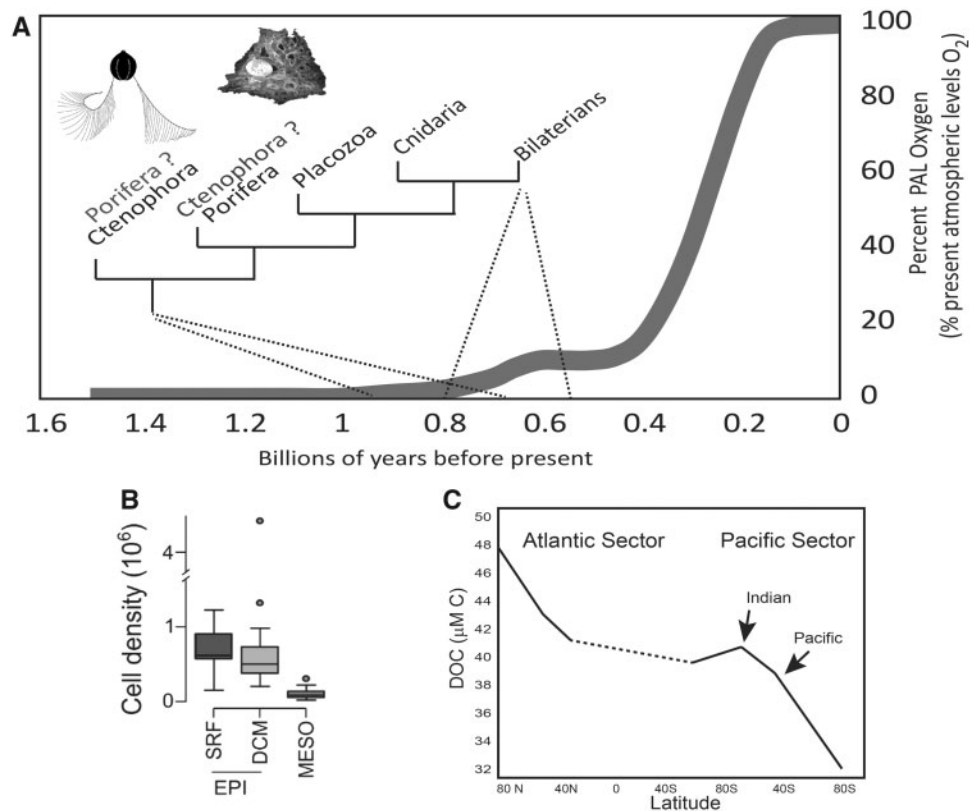 A
Porifera ?
Ctenophora
Ctenophora ?
Porifera
Placozoa
Cnidaria
Bilaterians
100
80
60
40
20
0
Percent PAL Oxygen
(% present atmospheric levels O2)
1.6 1.4 1.2 1 0.8 0.6 0.4 0.2 0
Billions of years before present
B
Cell density (10^6)
4
1
0
SRF DCM MESO
EPI
C
DOC (μM C)
50
48
46
44
42
40
38
36
34
32
Atlantic Sector Pacific Sector
Indian
Pacific
80 N 40N 0 40S 80S 40S 80S
Latitude